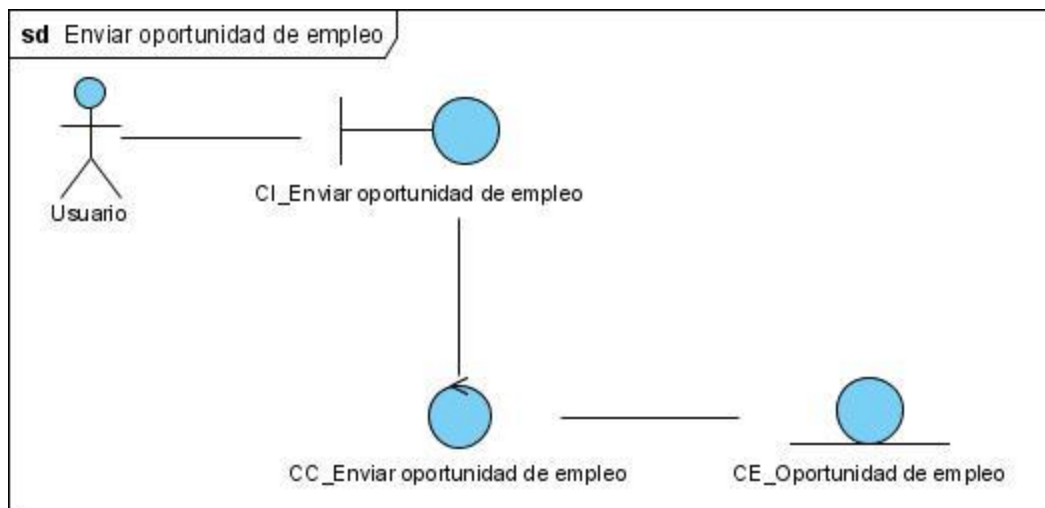 sd Enviar oportunidad de empleo
Usuario
CI_Enviar oportunidad de empleo
CC_Enviar oportunidad de empleo
CE_Oportunidad de empleo